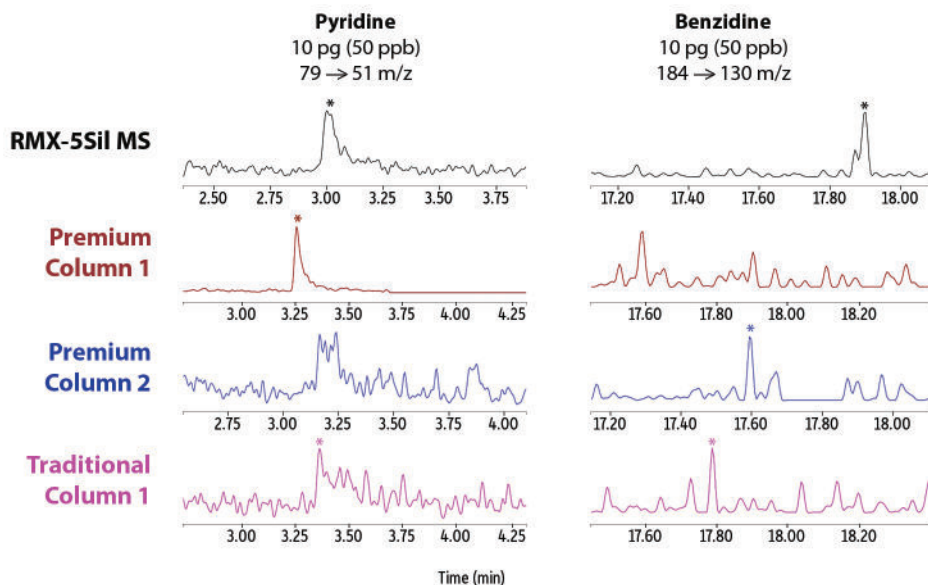 Pyridine
10 pg (50 ppb)
79 → 51 m/z
Benzidine
10 pg (50 ppb)
184 → 130 m/z
RMX-5Sil MS
*
*
2.50 2.75 3.00 3.25 3.50 3.75
17.20 17.40 17.60 17.80 18.00
Premium
Column 1
*
3.00 3.25 3.50 3.75 4.00 4.25
17.60 17.80 18.00 18.20
Premium
Column 2
*
2.75 3.00 3.25 3.50 3.75 4.00
17.20 17.40 17.60 17.80 18.00
Traditional
Column 1
*
*
3.00 3.25 3.50 3.75 4.00 4.25
17.60 17.80 18.00 18.20
Time (min)